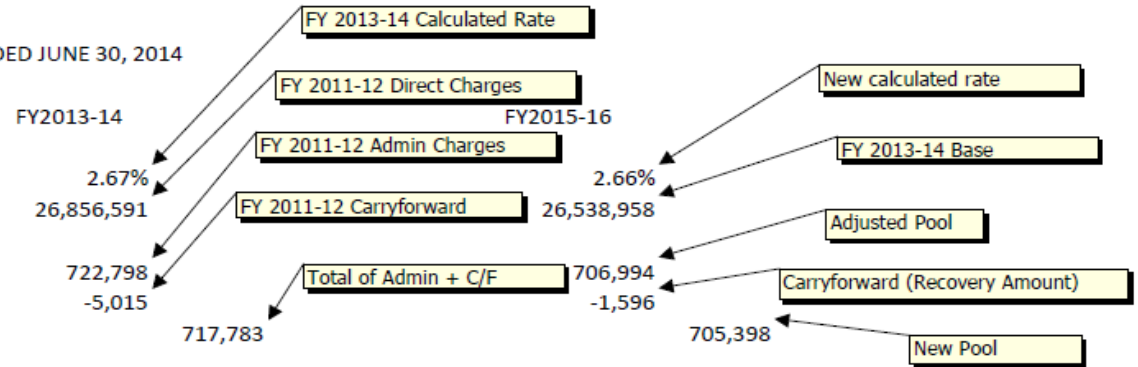 FY 2013-14 Calculated Rate
DED JUNE 30, 2014
FY 2011-12 Direct Charges
New calculated rate
FY2013-14
FY2015-16
FY 2011-12 Admin Charges
FY 2013-14 Base
2.67%
2.66%
26,856,591
FY 2011-12 Carryforward
26,538,958
Adjusted Pool
722,798
Total of Admin + C/F
706,994
-5,015
-1,596
Carryforward (Recovery Amount)
717,783
705,398
New Pool